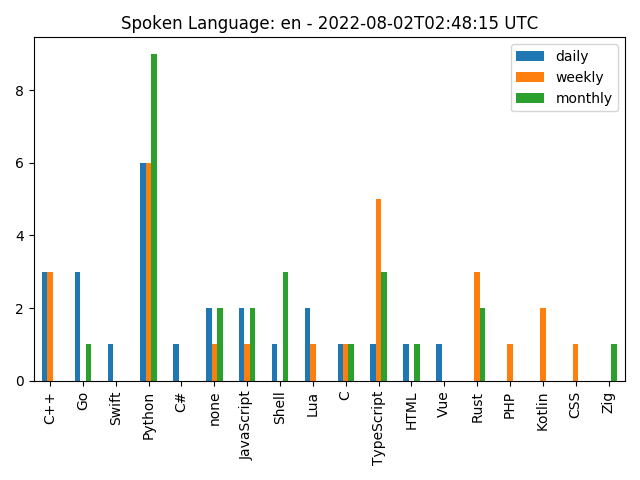 Spoken Language: en - 2022-08-02T02:48:15 UTC
daily
weekly
monthly
8
6
4
2
0
C++
Go
Swift
Python
C#
none
JavaScript
Shell
Lua
C
TypeScript
HTML
Vue
Rust
PHP
Kotlin
CSS
Zig